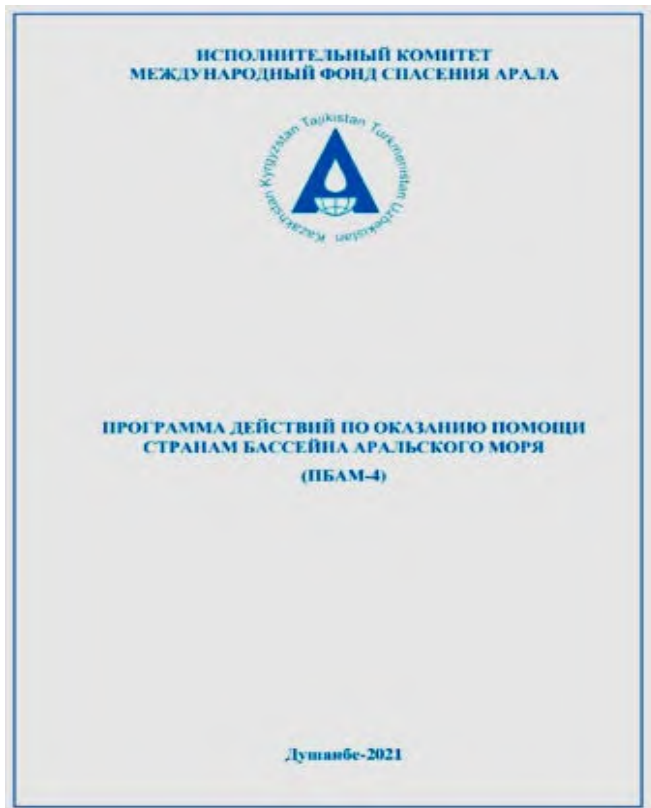 ИСПОЛНИТЕЛЬНЫЙ КОМИТЕТ
МЕЖДУНАРОДНЫЙ ФОНД СПАСЕНИЯ АРАЛА
Kazakhstan Kyrgyzstan Tajikistan Turkmenistan Uzbekistan
ПРОГРАММА ДЕЙСТВИЙ ПО ОКАЗАНИЮ ПОМОЩИ
СТРАНАМ БАССЕЙНА АРАЛЬСКОГО МОРЯ
(ПБАМ-4)
Душанбе-2021